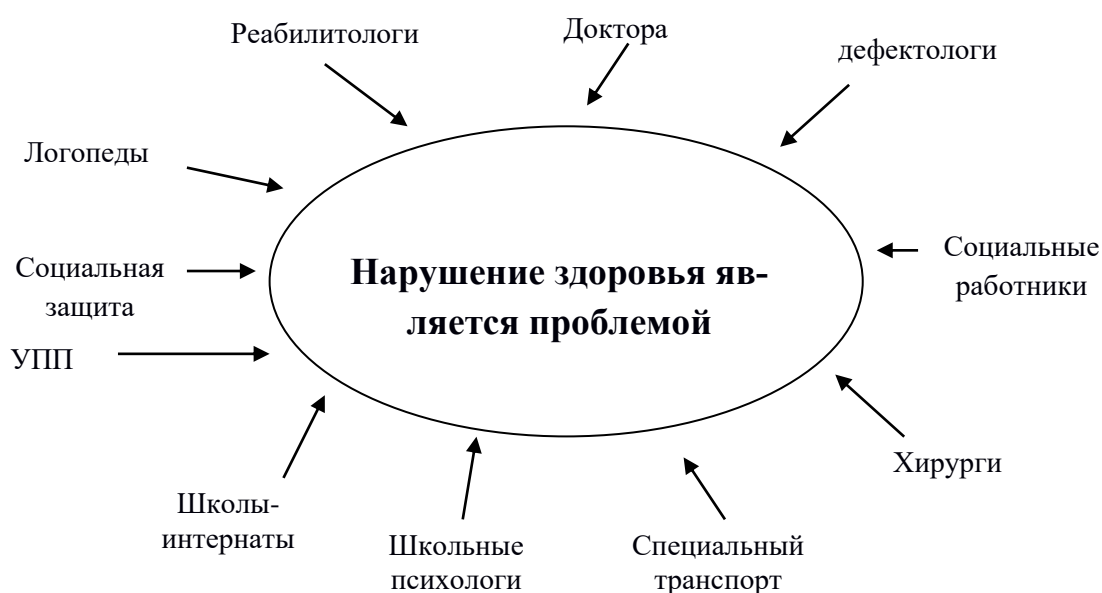 Реабилитологи
Доктора
дефектологи
Логопеды
Социальная
защита
Нарушение здоровья яв-
ляется проблемой
Социальные
работники
УПП
Хирурги
Школы-
интернаты
Школьные
психологи
Специальный
транспорт